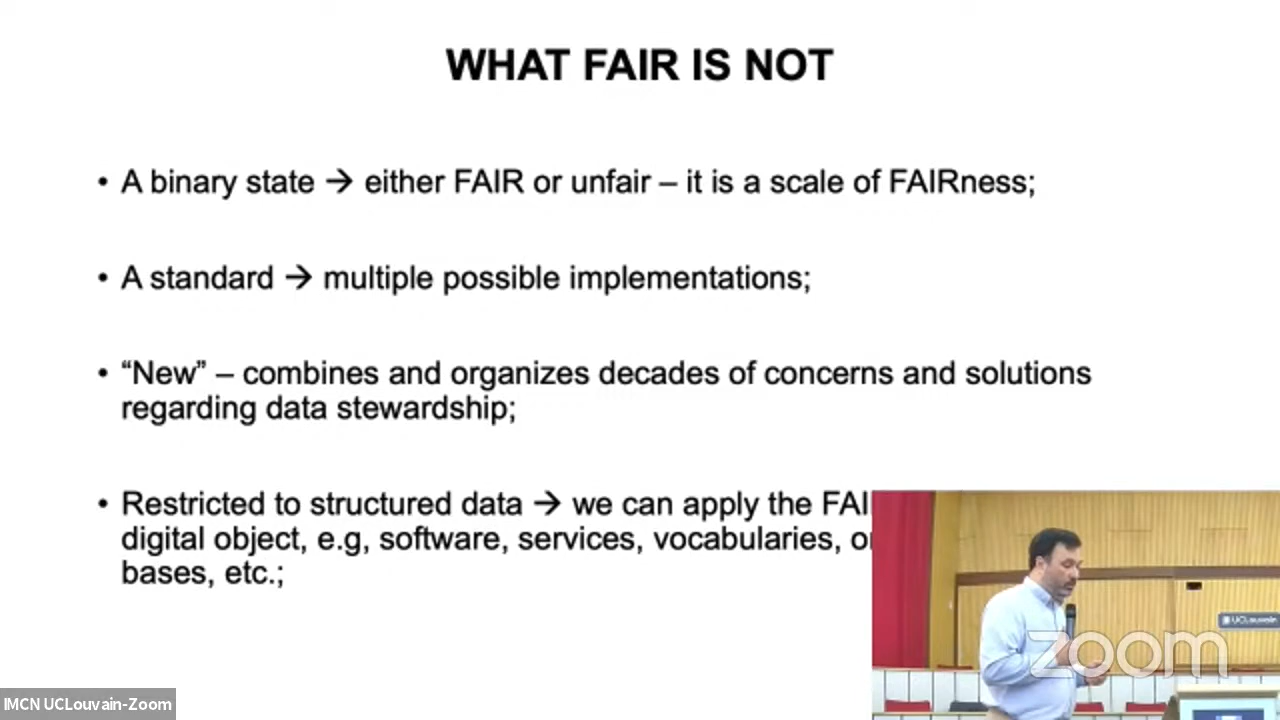 WHAT FAIR IS NOT
• A binary state → either FAIR or unfair – it is a scale of FAIRness;
• A standard → multiple possible implementations;
• “New” – combines and organizes decades of concerns and solutions
regarding data stewardship;
• Restricted to structured data → we can apply the
digital object, e.g, software, services, vocabularies,
bases, etc.;
UCLouvain
zoom
IMCN UCLouvain-Zoom